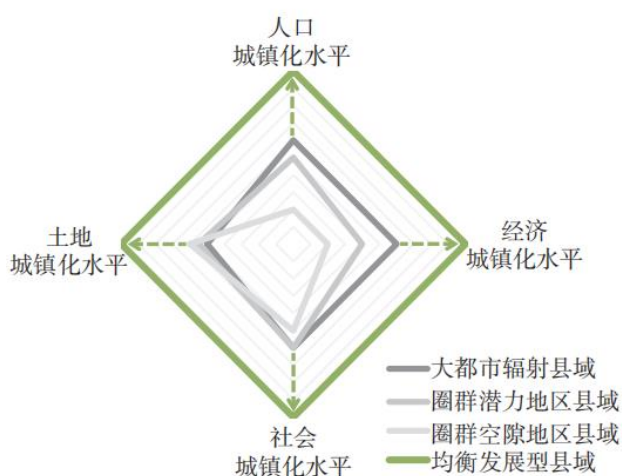 人口
城镇化水平
土地
城镇化水平
经济
城镇化水平
社会
城镇化水平
大都市辐射县域
圈群潜力地区县域
圈群空隙地区县域
均衡发展型县域